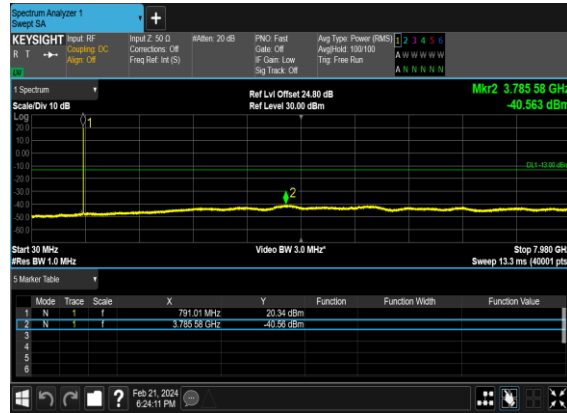 Spectrum Analyzer 1
Swept SA
+
KEYSIGHT Input: RF Input Z: 50 Ω #Atten: 20 dB PNO: Fast Avg Type: Power (RMS) 1 2 3 4 5 6
R T Coupling: DC Corrections: Off Gate: Off Avg|Hold: 100/100 A W W W W W
Align: Off Freq Ref: Int (S) IF Gain: Low Trig: Free Run
Sig Track: Off A N N N N N
1 Spectrum Ref Lvl Offset 24.80 dB Mkr2 3.785 58 GHz
Scale/Div 10 dB Ref Level 30.00 dBm -40.563 dBm
Log
20.0 1
10.0
0.00
-10.0 DL1 -13.00 dBm
-20.0
-30.0
-40.0 2
-50.0
-60.0
Start 30 MHz Video BW 3.0 MHz* Stop 7.980 GHz
#Res BW 1.0 MHz Sweep 13.3 ms (40001 pts
5 Marker Table
Mode Trace Scale X Y Function Function Width Function Value
1 N 1 f 791.01 MHz 20.34 dBm
2 N 1 f 3.785 58 GHz -40.56 dBm
3
4
5
6
? Feb 21, 2024
6:24:11 PM